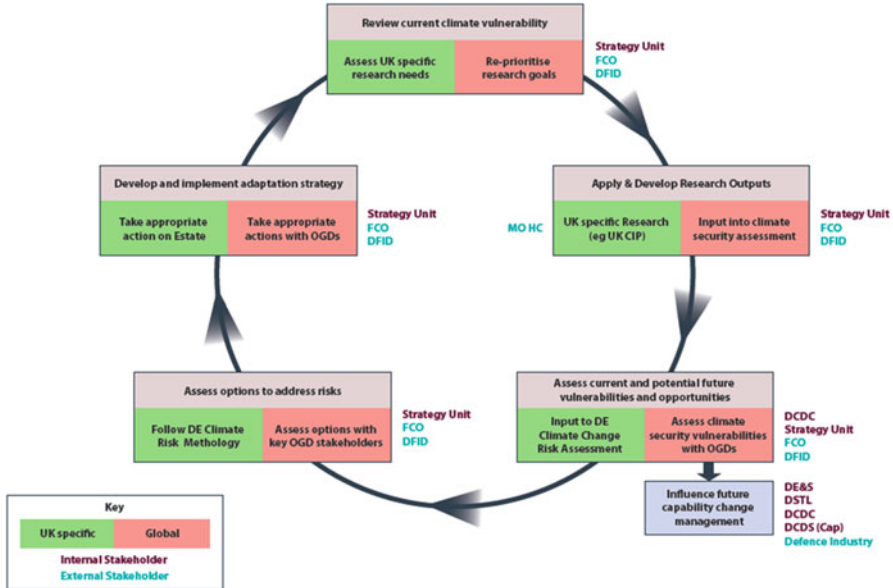 Review current climate vulnerability
Assess UK specific
research needs
Re-prioritise
research goals
Strategy Unit
FCO
DFID
Apply & Develop Research Outputs
MO HC
UK specific Research
(eg UK CIP)
Input into climate
security assessment
Strategy Unit
FCO
DFID
Assess current and potential future
vulnerabilities and opportunities
Input to DE
Climate Change
Risk Assessment
Assess climate
security vulnerabilities
with OGDs
DCDC
Strategy Unit
FCO
DFID
Influence future
capability change
management
DE&S
DSTL
DCDC
DCDS (Cap)
Defence Industry
Assess options to address risks
Follow DE Climate
Risk Methology
Assess options with
key OGD stakeholders
Strategy Unit
FCO
DFID
Develop and implement adaptation strategy
Take appropriate
action on Estate
Take appropriate
actions with OGDs
Strategy Unit
FCO
DFID
Key
UK specific
Global
Internal Stakeholder
External Stakeholder